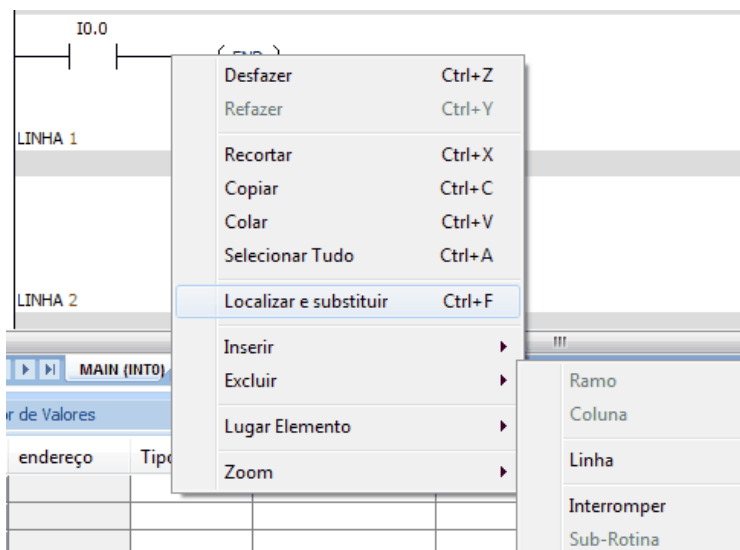 I0.0
END
Desfazer Ctrl+Z
Refazer Ctrl+Y
LINHA 1
Recortar Ctrl+X
Copiar Ctrl+C
Colar Ctrl+V
Selecionar Tudo Ctrl+A
LINHA 2
Localizar e substituir Ctrl+F
Inserir
MAIN {INT0}
Excluir
Ramo
or de Valores
Coluna
Lugar Elemento
endereço Tipo
Linha
Zoom
Interromper
Sub-Rotina